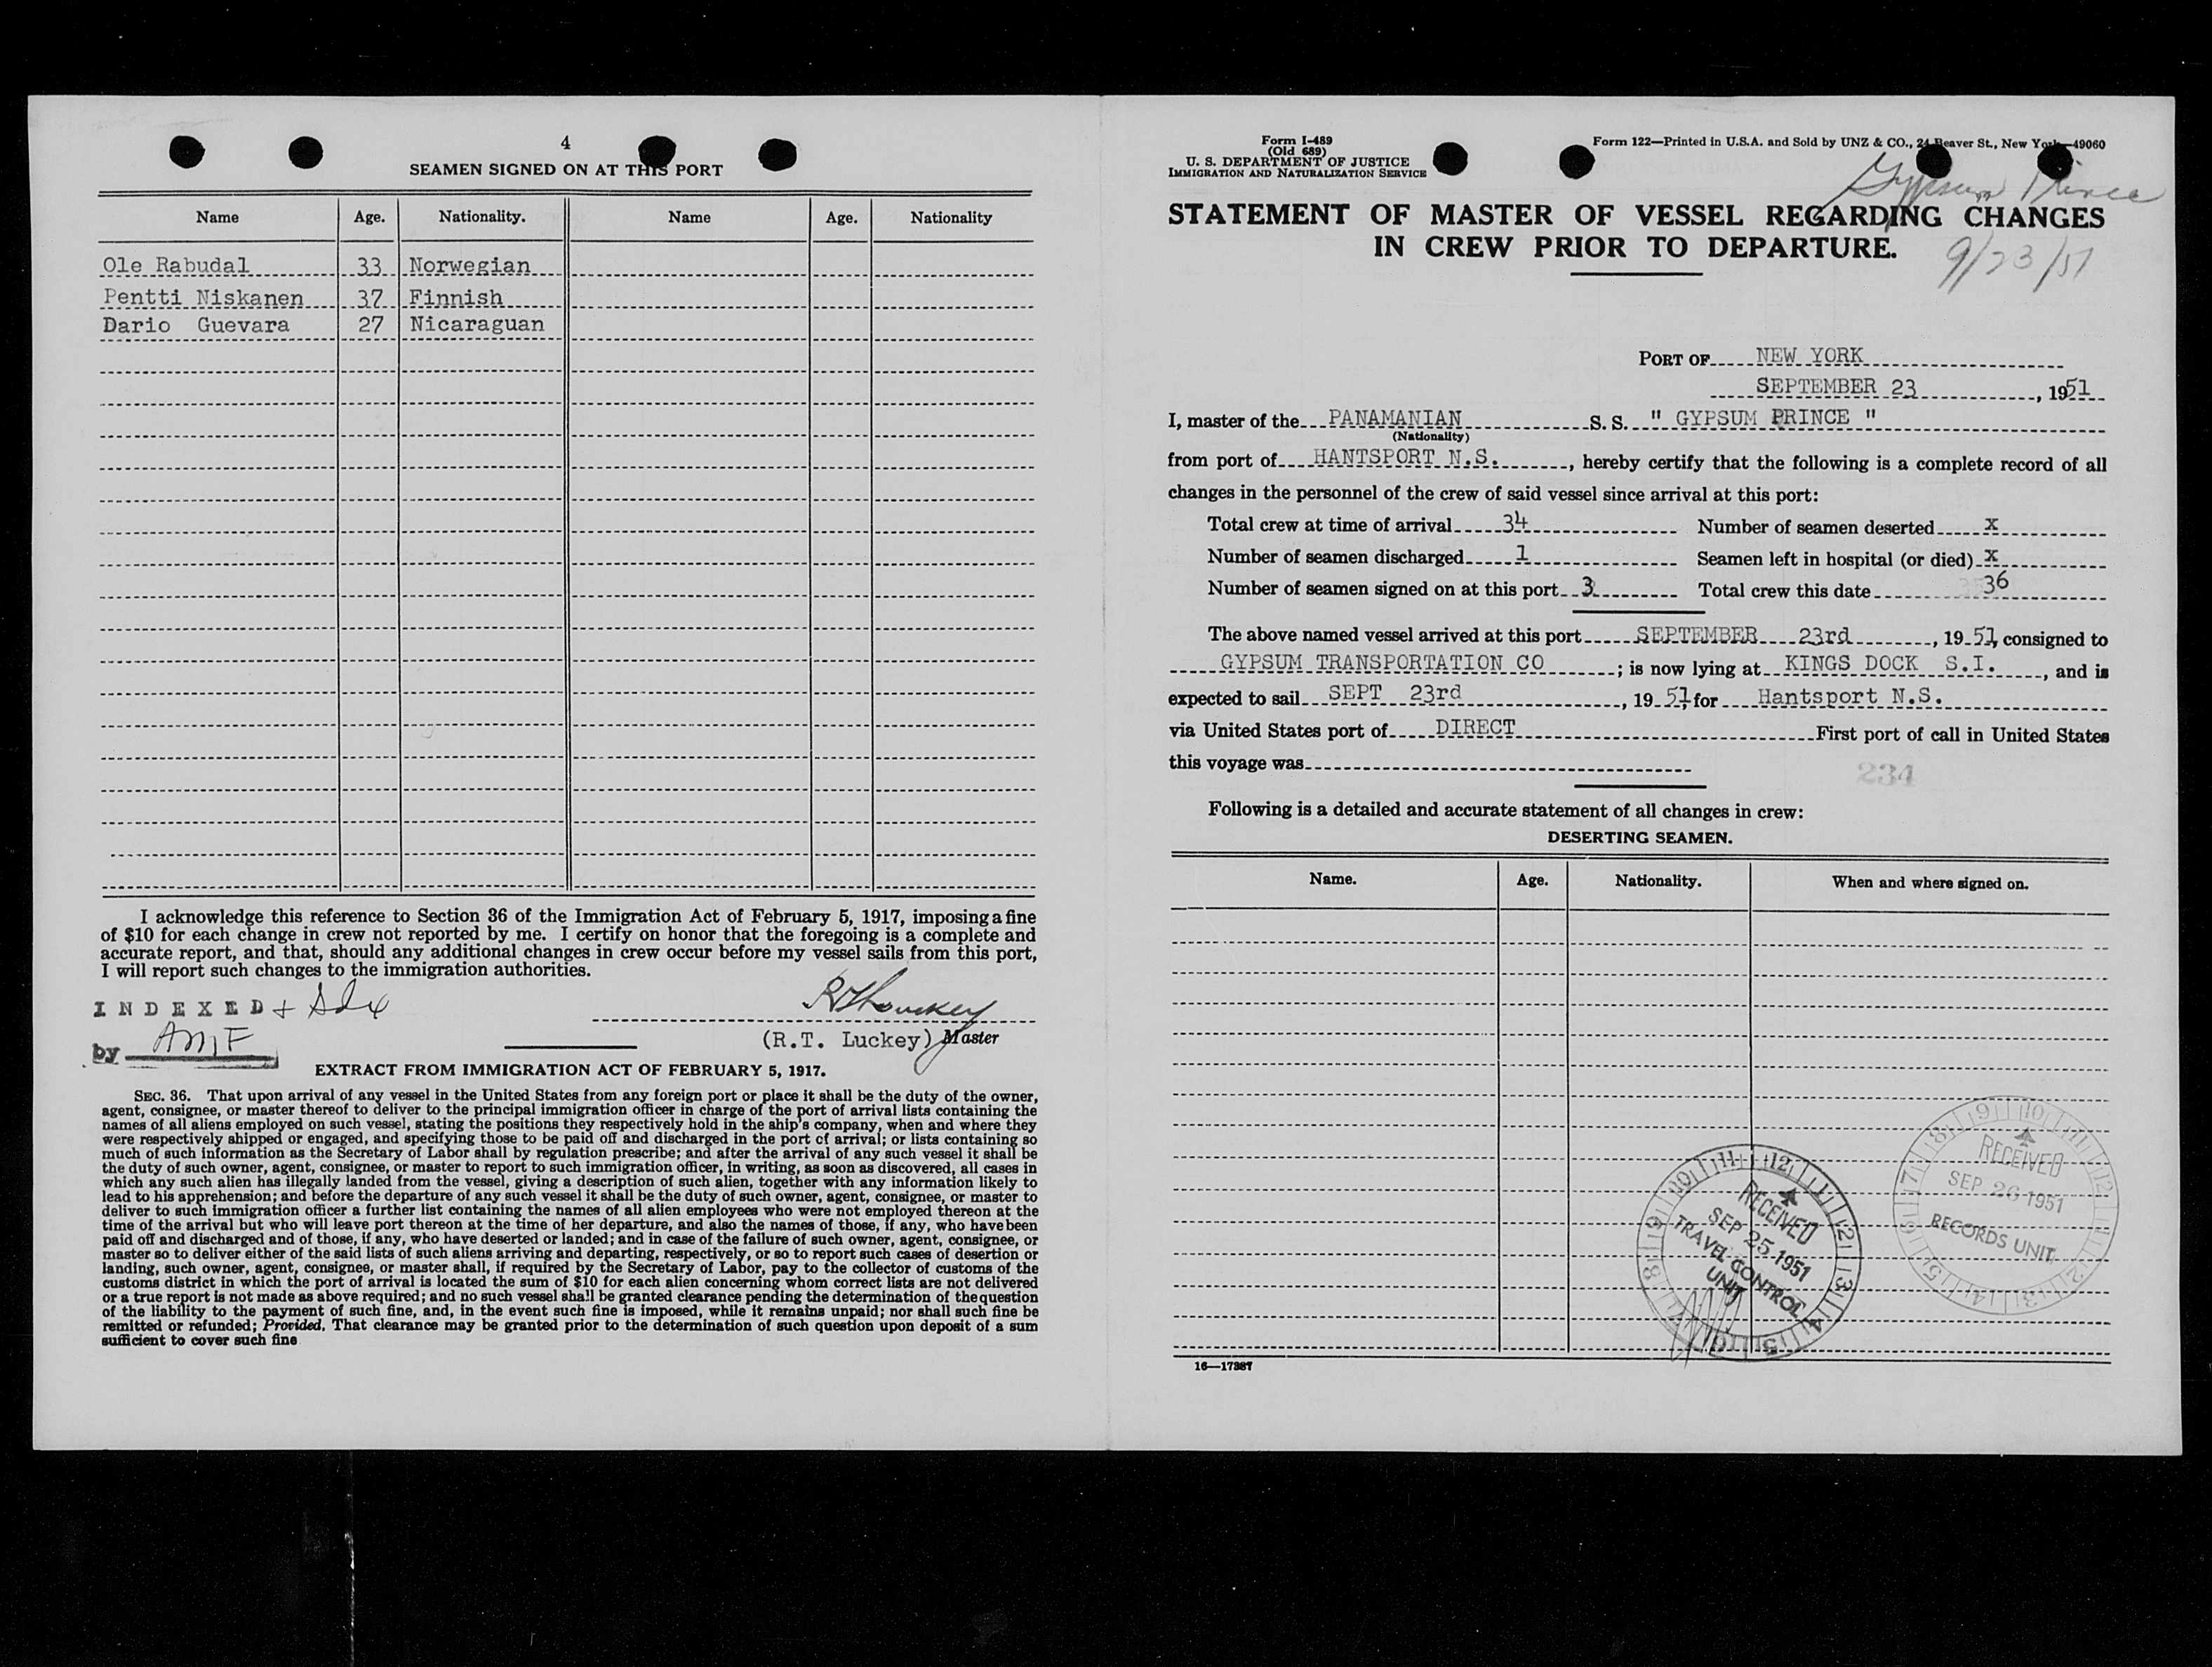 4
SEAMEN SIGNED ON AT THIS PORT
Name Age. Nationality. Name Age. Nationality
Ole Rabudal 33 Norwegian
Pentti Niskanen 37 Finnish
Dario Guevara 27 Nicaraguan
I acknowledge this reference to Section 36 of the Immigration Act of February 5, 1917, imposing a fine
of $10 for each change in crew not reported by me. I certify on honor that the foregoing is a complete and
accurate report, and that, should any additional changes in crew occur before my vessel sails from this port,
I will report such changes to the immigration authorities.
INDEXED
by AMF
(R.T. Luckey) Master
EXTRACT FROM IMMIGRATION ACT OF FEBRUARY 5, 1917.
SEC. 36. That upon arrival of any vessel in the United States from any foreign port or place it shall be the duty of the owner,
agent, consignee, or master thereof to deliver to the principal immigration officer in charge of the port of arrival lists containing the
names of all aliens employed on such vessel, stating the positions they respectively hold in the ship's company, when and where they
were respectively shipped or engaged, and specifying those to be paid off and discharged in the port of arrival; or lists containing so
much of such information as the Secretary of Labor shall by regulation prescribe; and after the arrival of any such vessel it shall be
the duty of such owner, agent, consignee, or master to report to such immigration officer, in writing, as soon as discovered, all cases in
which any such alien has illegally landed from the vessel, giving a description of such alien, together with any information likely to
lead to his apprehension; and before the departure of any such vessel it shall be the duty of such owner, agent, consignee, or master to
deliver to such immigration officer a further list containing the names of all alien employees who were not employed thereon at the
time of the arrival but who will leave port thereon at the time of her departure, and also the names of those, if any, who have been
paid off and discharged and of those, if any, who have deserted or landed; and in case of the failure of such owner, agent, consignee, or
master so to deliver either of the said lists of such aliens arriving and departing, respectively, or so to report such cases of desertion or
landing, such owner, agent, consignee, or master shall, if required by the Secretary of Labor, pay to the collector of customs of the
customs district in which the port of arrival is located the sum of $10 for each alien concerning whom correct lists are not delivered
or a true report is not made as above required; and no such vessel shall be granted clearance pending the determination of the question
of the liability to the payment of such fine, and, in the event such fine is imposed, while it remains unpaid; nor shall such fine be
remitted or refunded; Provided, That clearance may be granted prior to the determination of such question upon deposit of a sum
sufficient to cover such fine
Form I-489
(Old 689)
U. S. DEPARTMENT OF JUSTICE
IMMIGRATION AND NATURALIZATION SERVICE
Form 122—Printed in U.S.A. and Sold by UNZ & CO., 24 Beaver St., New York—49060
Gypsum Prince
STATEMENT OF MASTER OF VESSEL REGARDING CHANGES
IN CREW PRIOR TO DEPARTURE.
9/23/51
PORT OF NEW YORK
SEPTEMBER 23, 1951
I, master of the PANAMANIAN S. S. " GYPSUM PRINCE "
(Nationality)
from port of HANTSPORT N.S., hereby certify that the following is a complete record of all
changes in the personnel of the crew of said vessel since arrival at this port:
Total crew at time of arrival 34 Number of seamen deserted x
Number of seamen discharged 1 Seamen left in hospital (or died) x
Number of seamen signed on at this port 3 Total crew this date 36
The above named vessel arrived at this port SEPTEMBER 23rd, 1951, consigned to
GYPSUM TRANSPORTATION CO; is now lying at KINGS DOCK S.I., and is
expected to sail SEPT 23rd, 1951, for Hantsport N.S.
via United States port of DIRECT First port of call in United States
this voyage was
234
Following is a detailed and accurate statement of all changes in crew:
DESERTING SEAMEN.
Name. Age. Nationality. When and where signed on.
RECEIVED
SEP 25 1951
TRAVEL CONTROL
UNIT
RECEIVED
SEP 26 1951
RECORDS UNIT
16—17387